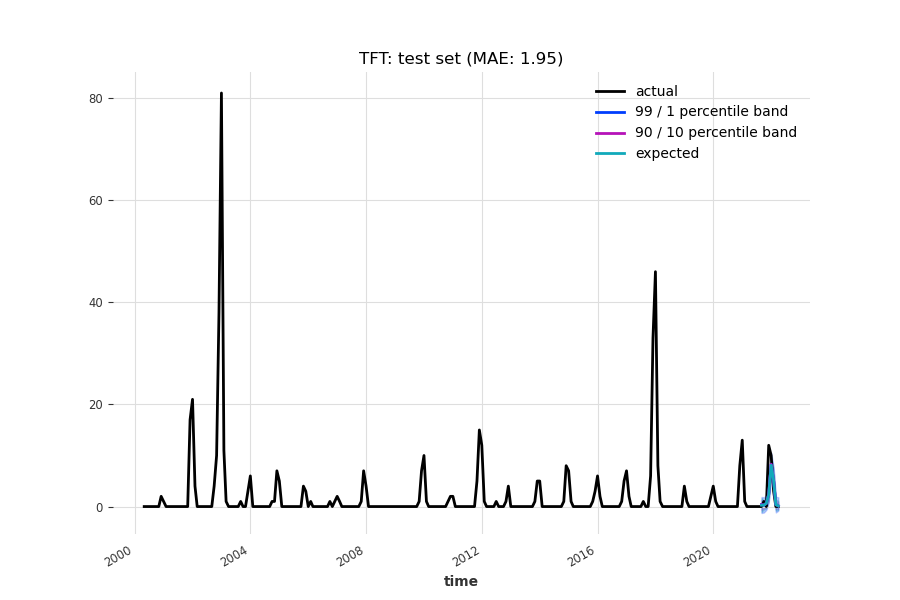 TFT: test set (MAE: 1.95)
actual
99 / 1 percentile band
90 / 10 percentile band
expected
80
60
40
20
0
2000
2004
2008
2012
2016
2020
time